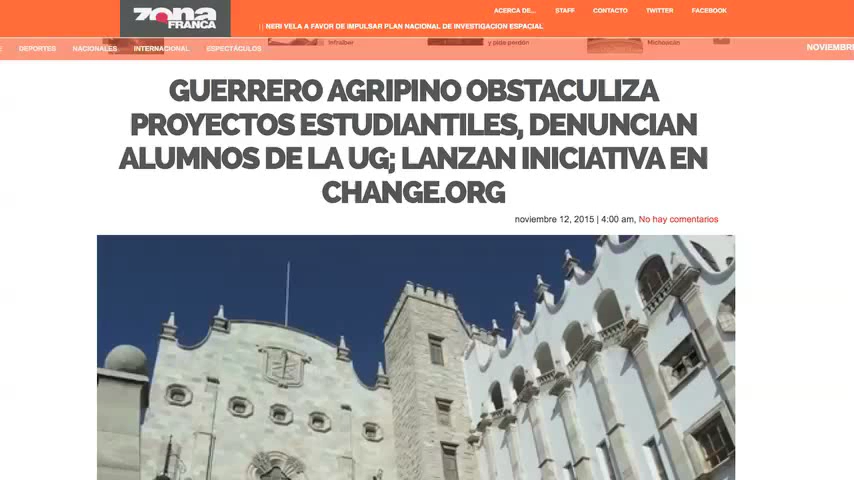 ZONA
FRANCA
ACERCA DE...
STAFF
CONTACTO
TWITTER
FACEBOOK
| | NERI VELA A FAVOR DE IMPULSAR PLAN NACIONAL DE INVESTIGACION ESPACIAL
DEPORTES
NACIONALES
INTERNACIONAL
ESPECTÁCULOS
y pide perdón
Michoacán
NOVIEMBRE
GUERRERO AGRIPINO OBSTACULIZA
PROYECTOS ESTUDIANTILES, DENUNCIAN
ALUMNOS DE LA UG; LANZAN INICIATIVA EN
CHANGE.ORG
noviembre 12, 2015 | 4:00 am, No hay comentarios